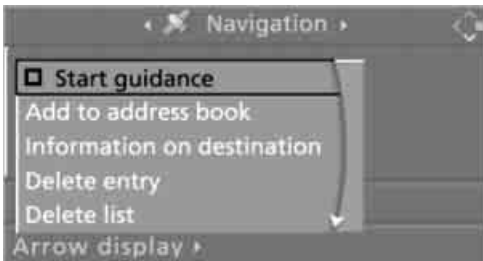 Navigation
Start guidance
Add to address book
Information on destination
Delete entry
Delete list
Arrow display